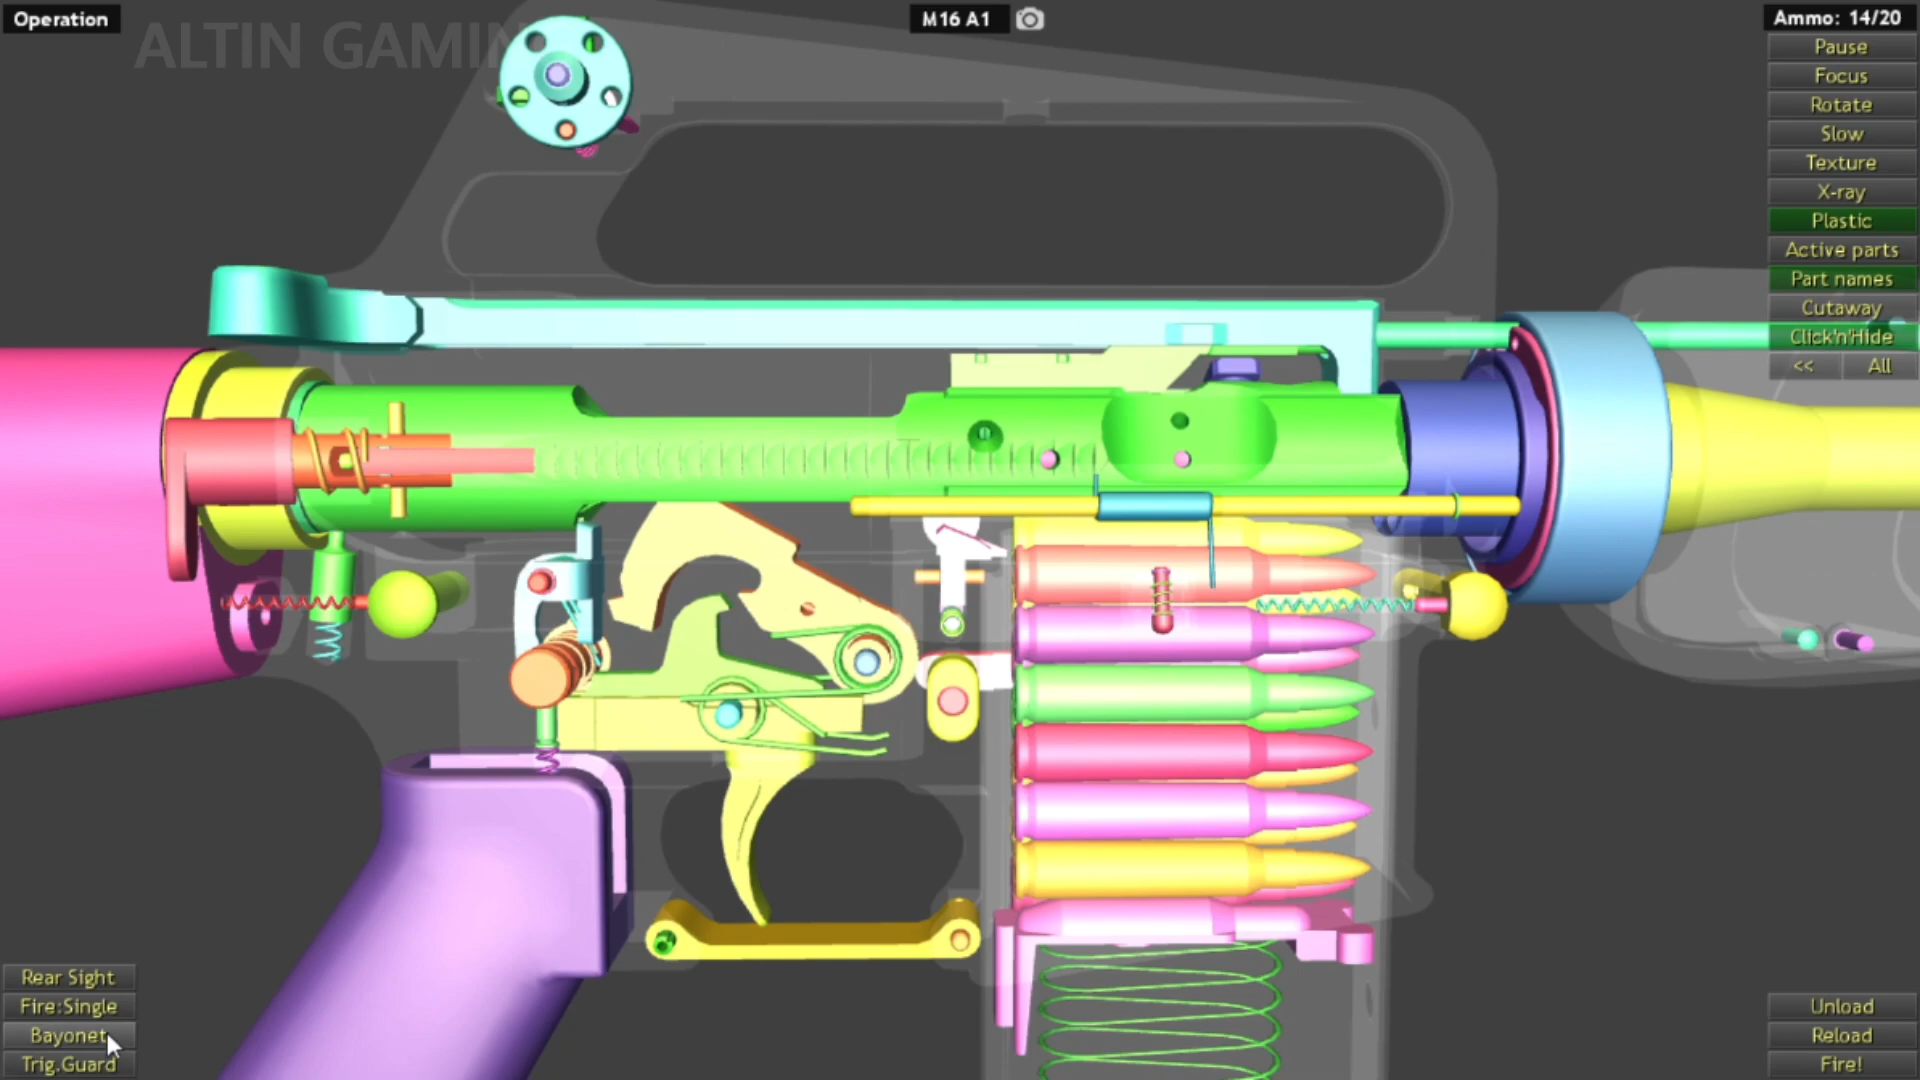 Operation
ALTIN GAMIN
M16 A1
Ammo: 14/20
Pause
Focus
Rotate
Slow
Texture
X-ray
Plastic
Active parts
Part names
Cutaway
Click'n'Hide
<< All
Rear Sight
Fire:Single
Bayonet
Trig.Guard
Unload
Reload
Fire!